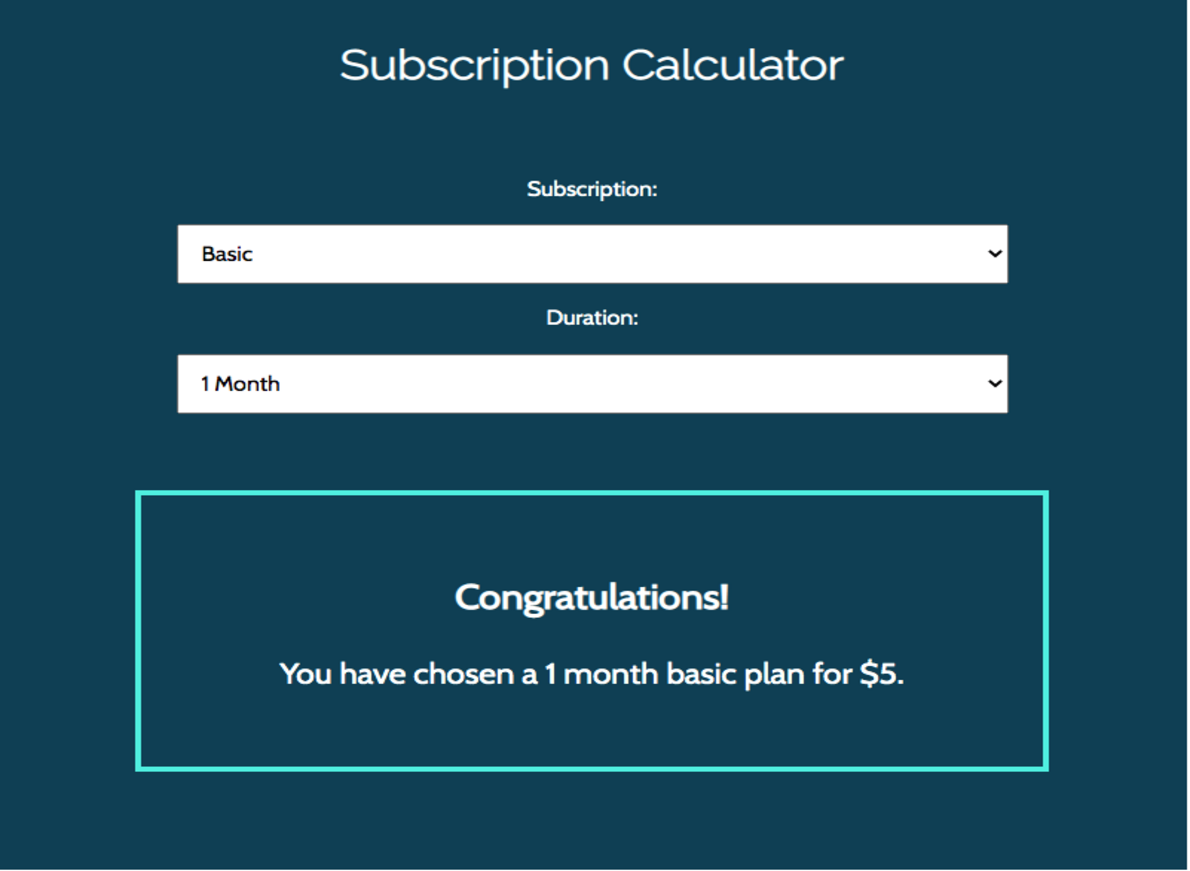 Subscription Calculator
Subscription:
Basic
Duration:
1 Month
Congratulations!
You have chosen a 1 month basic plan for $5.